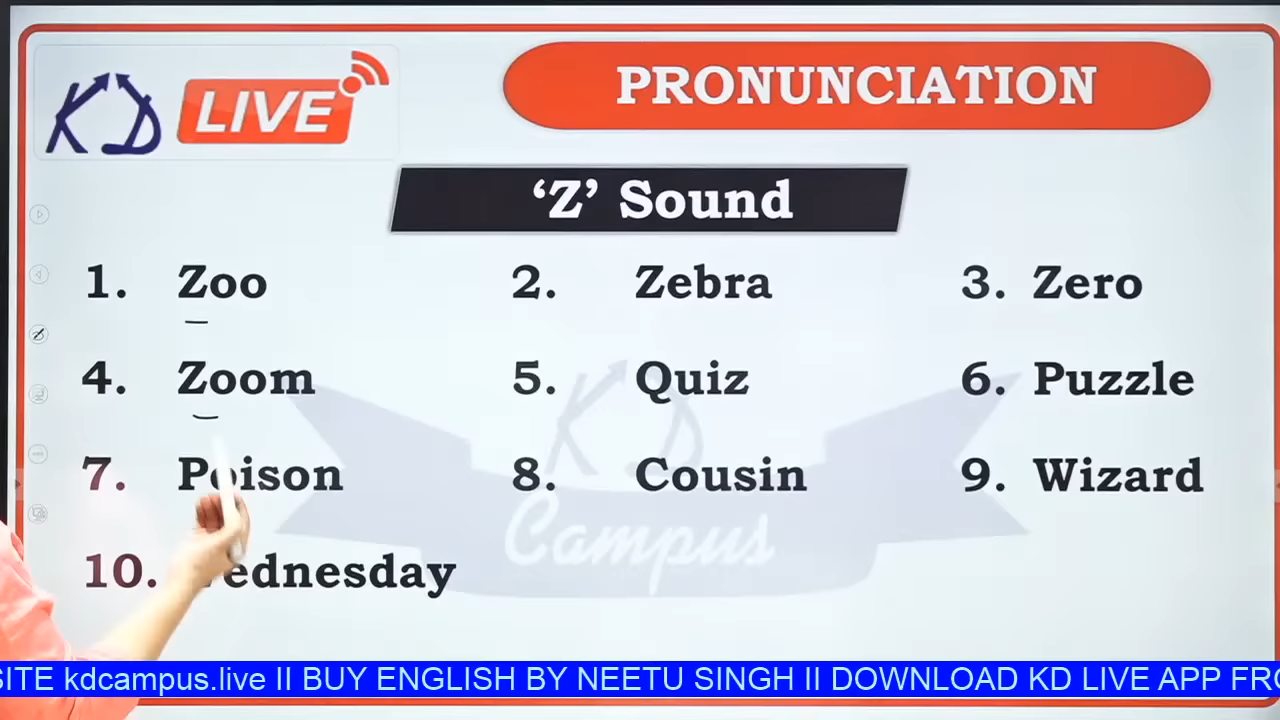 KD LIVE
PRONUNCIATION
‘Z’ Sound
1. Zoo 2. Zebra 3. Zero
4. Zoom 5. Quiz 6. Puzzle
7. Poison 8. Cousin 9. Wizard
10. Wednesday
KD
Campus
SITE kdcampus.live II BUY ENGLISH BY NEETU SINGH II DOWNLOAD KD LIVE APP FRO